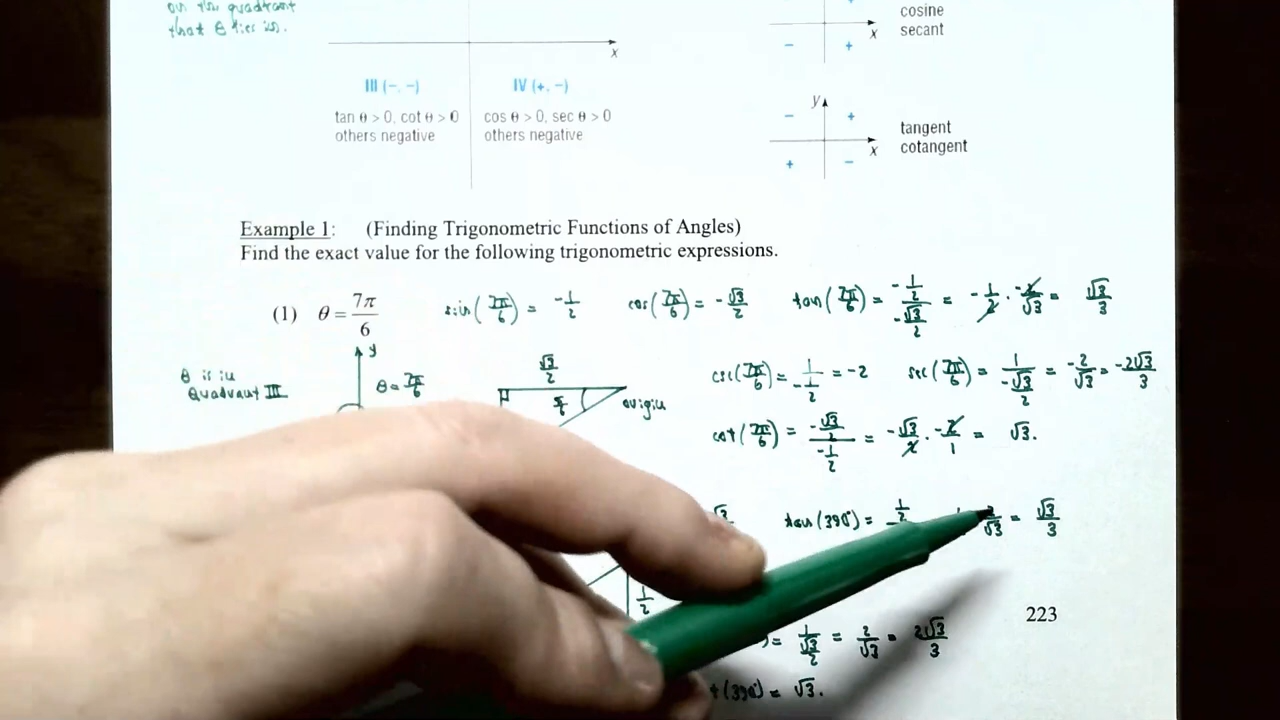 on the quadrant
that θ lies in.
cosine
secant
x
x
− +
III (−, −)
IV (+, −)
tan θ > 0, cot θ > 0
others negative
cos θ > 0, sec θ > 0
others negative
y
− +
tangent
cotangent
x
+ −
Example 1: (Finding Trigonometric Functions of Angles)
Find the exact value for the following trigonometric expressions.
(1) θ = 7π/6
sin(7π/6) = -1/2
cos(7π/6) = -√3/2
tan(7π/6) = (-1/2)/(-√3/2) = -1/2 · -2/√3 = √3/3
y
θ is in
Quadrant III
θ = 7π/6
√3/2
π/6
origin
csc(7π/6) = 1/(-1/2) = -2
sec(7π/6) = 1/(-√3/2) = -2/√3 = -2√3/3
cot(7π/6) = (-√3/2)/(-1/2) = -√3/2 · -2/1 = √3.
tan(390°) = 1/2
2/√3 = √3/3
1/2
223
= 1/(√3/2) = 2/√3 = 2√3/3
(390°) = √3.